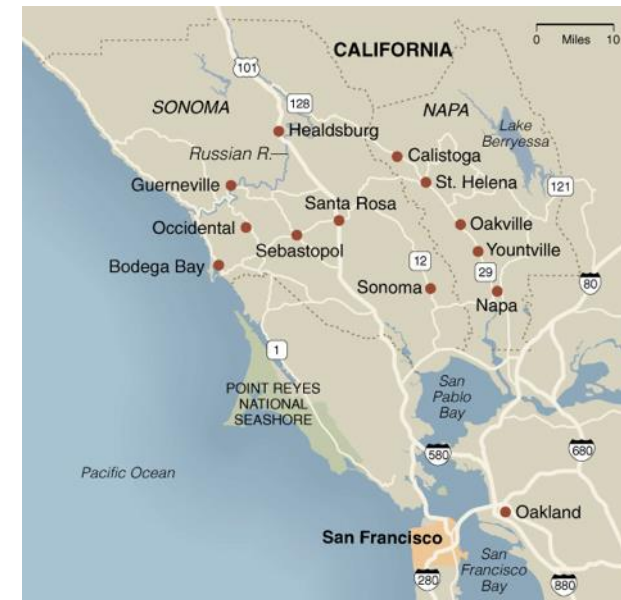 0 Miles 10
CALIFORNIA
101
SONOMA
128
NAPA
Lake
Berryessa
Healdsburg
Russian R.
Calistoga
Guerneville
St. Helena
121
Santa Rosa
Occidental
Sebastopol
Oakville
Yountville
Bodega Bay
12
29
80
Sonoma
Napa
1
POINT REYES
NATIONAL
SEASHORE
San
Pablo
Bay
580
680
Pacific Ocean
Oakland
San Francisco
San
Francisco
Bay
280
880